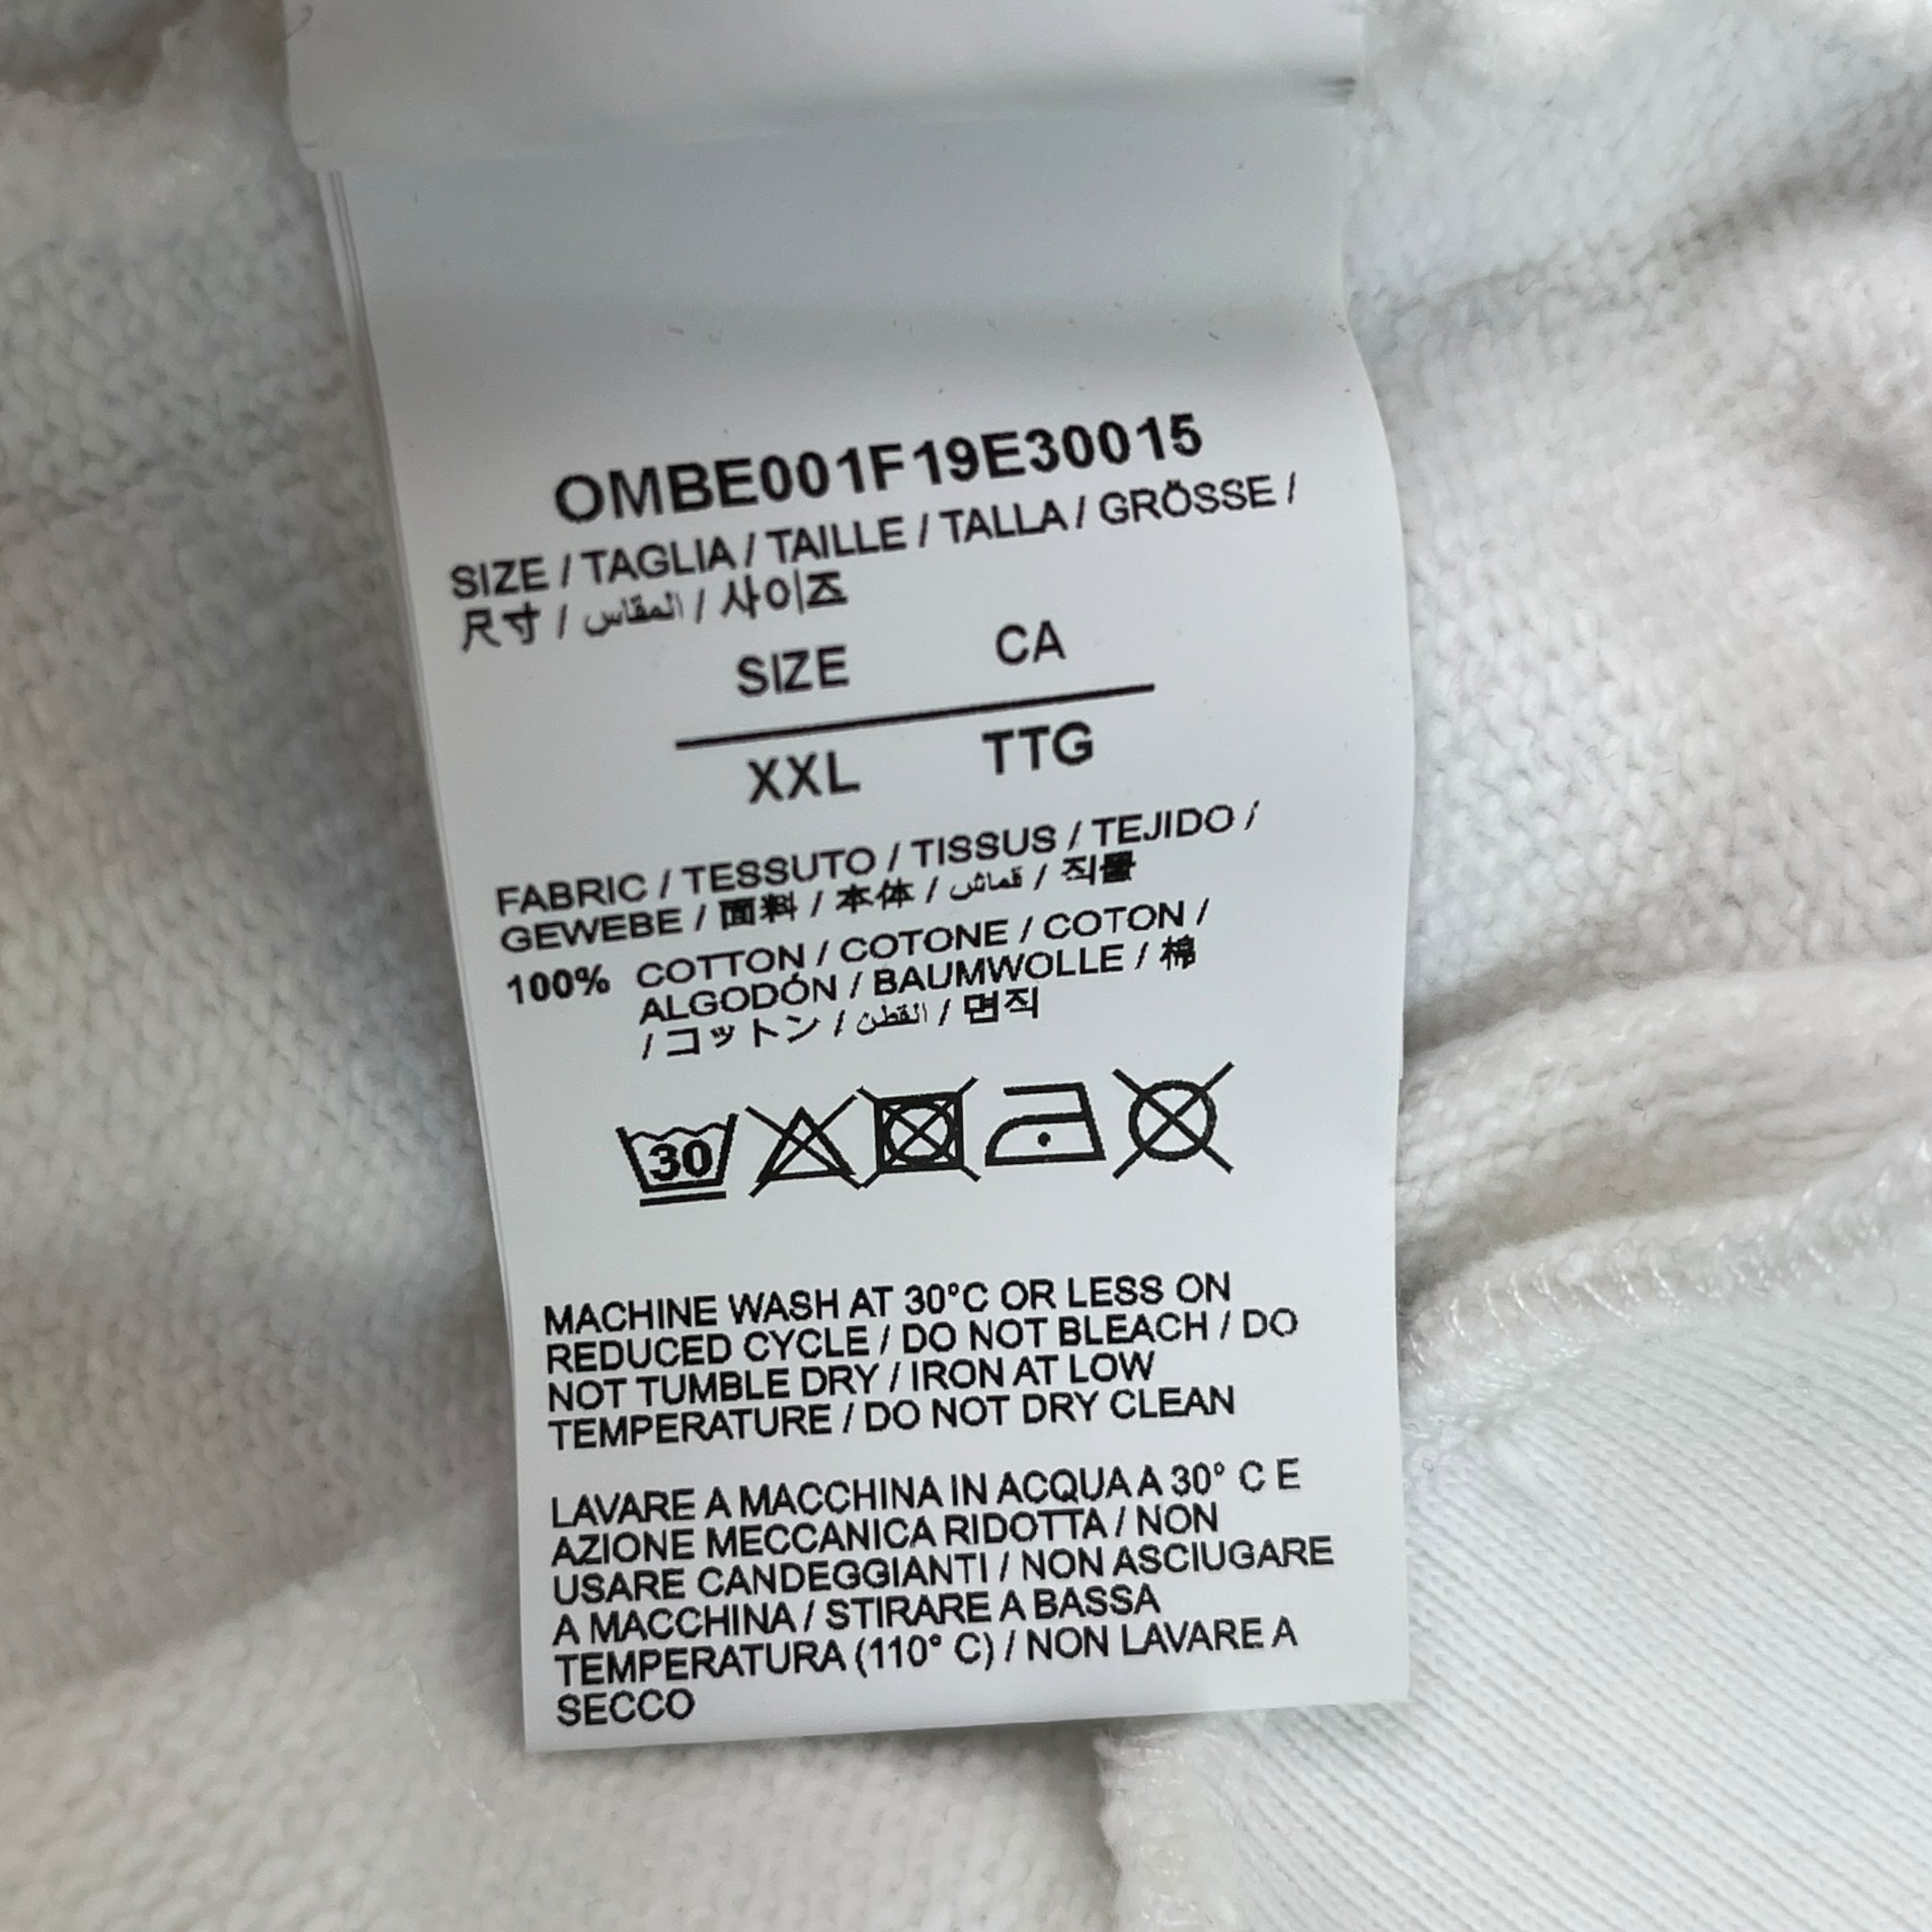 OMBE001F19E30015
SIZE / TAGLIA / TAILLE / TALLA / GRÖSSE /
尺寸 / المقاس / 사이즈
SIZE CA
XXL TTG
FABRIC / TESSUTO / TISSUS / TEJIDO /
GEWEBE / 面料 / 本体 / قماش / 직물
100% COTTON / COTONE / COTON /
ALGODÓN / BAUMWOLLE / 棉
/ コットン / القطن / 면직
30
MACHINE WASH AT 30°C OR LESS ON
REDUCED CYCLE / DO NOT BLEACH / DO
NOT TUMBLE DRY / IRON AT LOW
TEMPERATURE / DO NOT DRY CLEAN
LAVARE A MACCHINA IN ACQUA A 30° C E
AZIONE MECCANICA RIDOTTA / NON
USARE CANDEGGIANTI / NON ASCIUGARE
A MACCHINA / STIRARE A BASSA
TEMPERATURA (110° C) / NON LAVARE A
SECCO